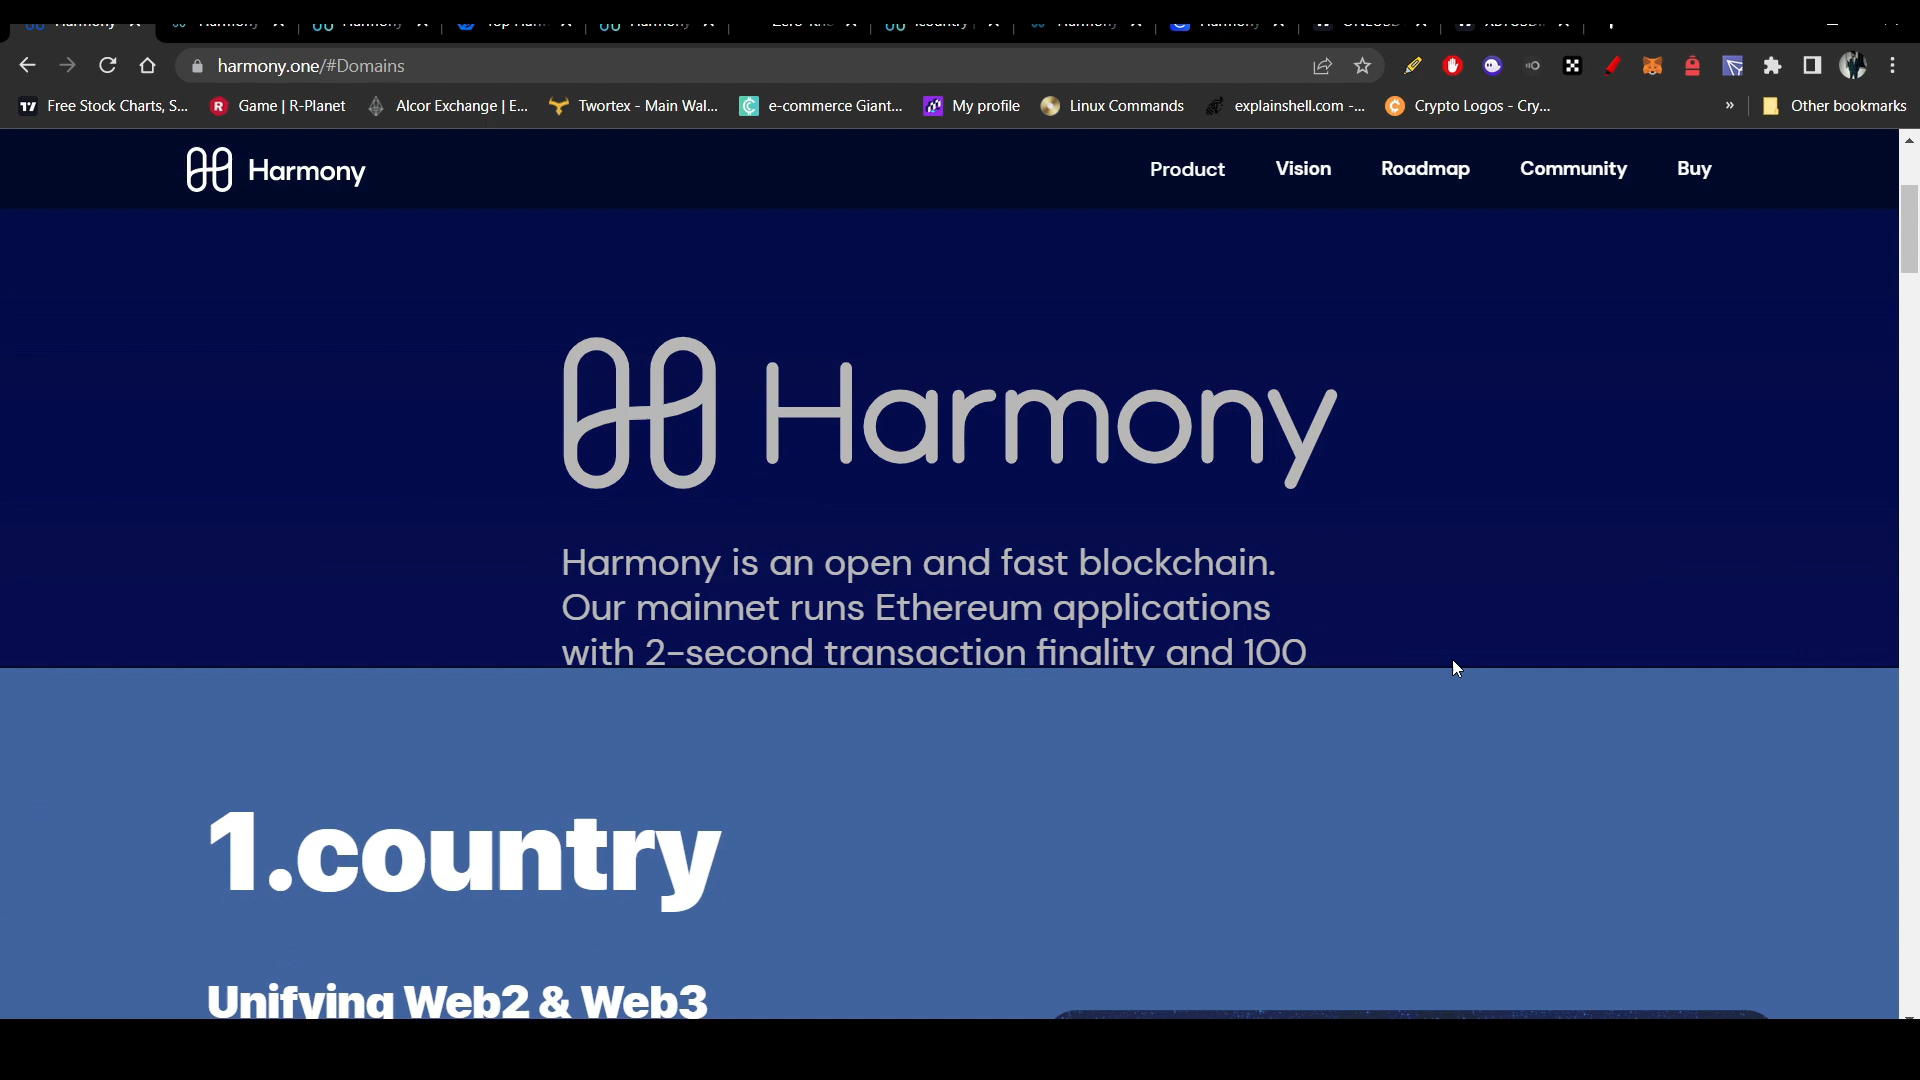 harmony.one/#Domains
Free Stock Charts, S... Game | R-Planet Alcor Exchange | E... Twortex - Main Wal... e-commerce Giant... My profile Linux Commands explainshell.com -... Crypto Logos - Cry... » Other bookmarks
Harmony Product Vision Roadmap Community Buy
Harmony
Harmony is an open and fast blockchain.
Our mainnet runs Ethereum applications
with 2-second transaction finality and 100
1.country
Unifying Web2 & Web3